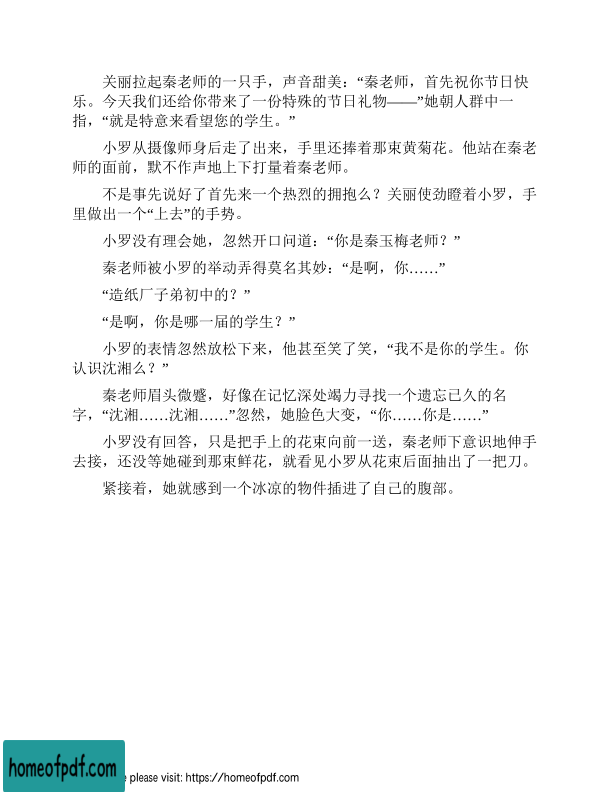 关丽拉起秦老师的一只手，声音甜美：“秦老师，首先祝你节日快
乐。今天我们还给你带来了一份特殊的节日礼物——”她朝人群中一
指，“就是特意来看望您的学生。”
小罗从摄像师身后走了出来，手里还捧着那束黄菊花。他站在秦老
师的面前，默不作声地上下打量着秦老师。
不是事先说好了首先来一个热烈的拥抱么？关丽使劲瞪着小罗，手
里做出一个“上去”的手势。
小罗没有理会她，忽然开口问道：“你是秦玉梅老师？”
秦老师被小罗的举动弄得莫名其妙：“是啊，你……”
“造纸厂子弟初中的？”
“是啊，你是哪一届的学生？”
小罗的表情忽然放松下来，他甚至笑了笑，“我不是你的学生。你
认识沈湘么？”
秦老师眉头微蹙，好像在记忆深处竭力寻找一个遗忘已久的名
字，“沈湘……沈湘……”忽然，她脸色大变，“你……你是……”
小罗没有回答，只是把手上的花束向前一送，秦老师下意识地伸手
去接，还没等她碰到那束鲜花，就看见小罗从花束后面抽出了一把刀。
紧接着，她就感到一个冰凉的物件插进了自己的腹部。
homeofpdf.com
e please visit: https://homeofpdf.com